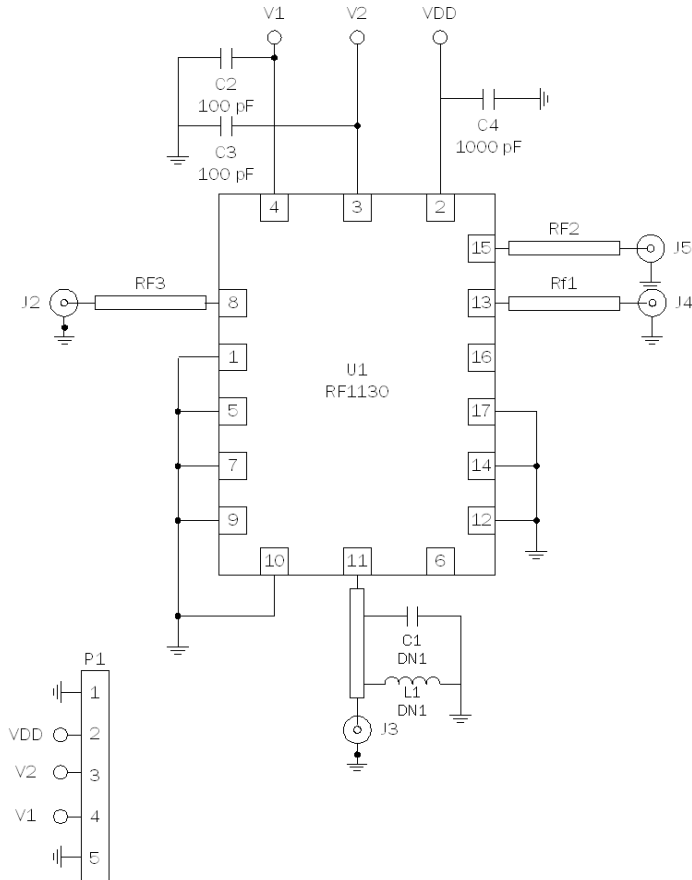 V1 V2 VDD
C2
100 pF
C3
100 pF
C4
1000 pF
4 3 2
15 RF2 J5
J2 RF3 8 13 Rf1 J4
1 16
U1
RF1130
5 17
7 14
9 12
10 11 6
C1
DN1
L1
DN1
J3
P1
1
VDD 2
V2 3
V1 4
5